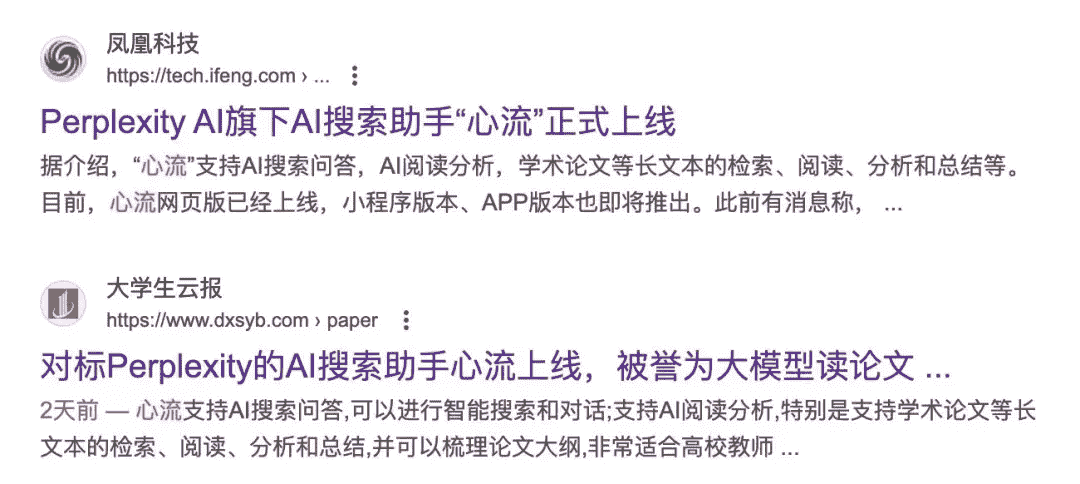 凤凰科技
https://tech.ifeng.com › ...
Perplexity AI旗下AI搜索助手“心流”正式上线
据介绍，“心流”支持AI搜索问答，AI阅读分析，学术论文等长文本的检索、阅读、分析和总结等。
目前，心流网页版已经上线，小程序版本、APP版本也即将推出。此前有消息称， ...
大学生云报
https://www.dxsyb.com › paper
对标Perplexity的AI搜索助手心流上线，被誉为大模型读论文 ...
2天前 — 心流支持AI搜索问答,可以进行智能搜索和对话;支持AI阅读分析,特别是支持学术论文等长
文本的检索、阅读、分析和总结,并可以梳理论文大纲,非常适合高校教师 ...